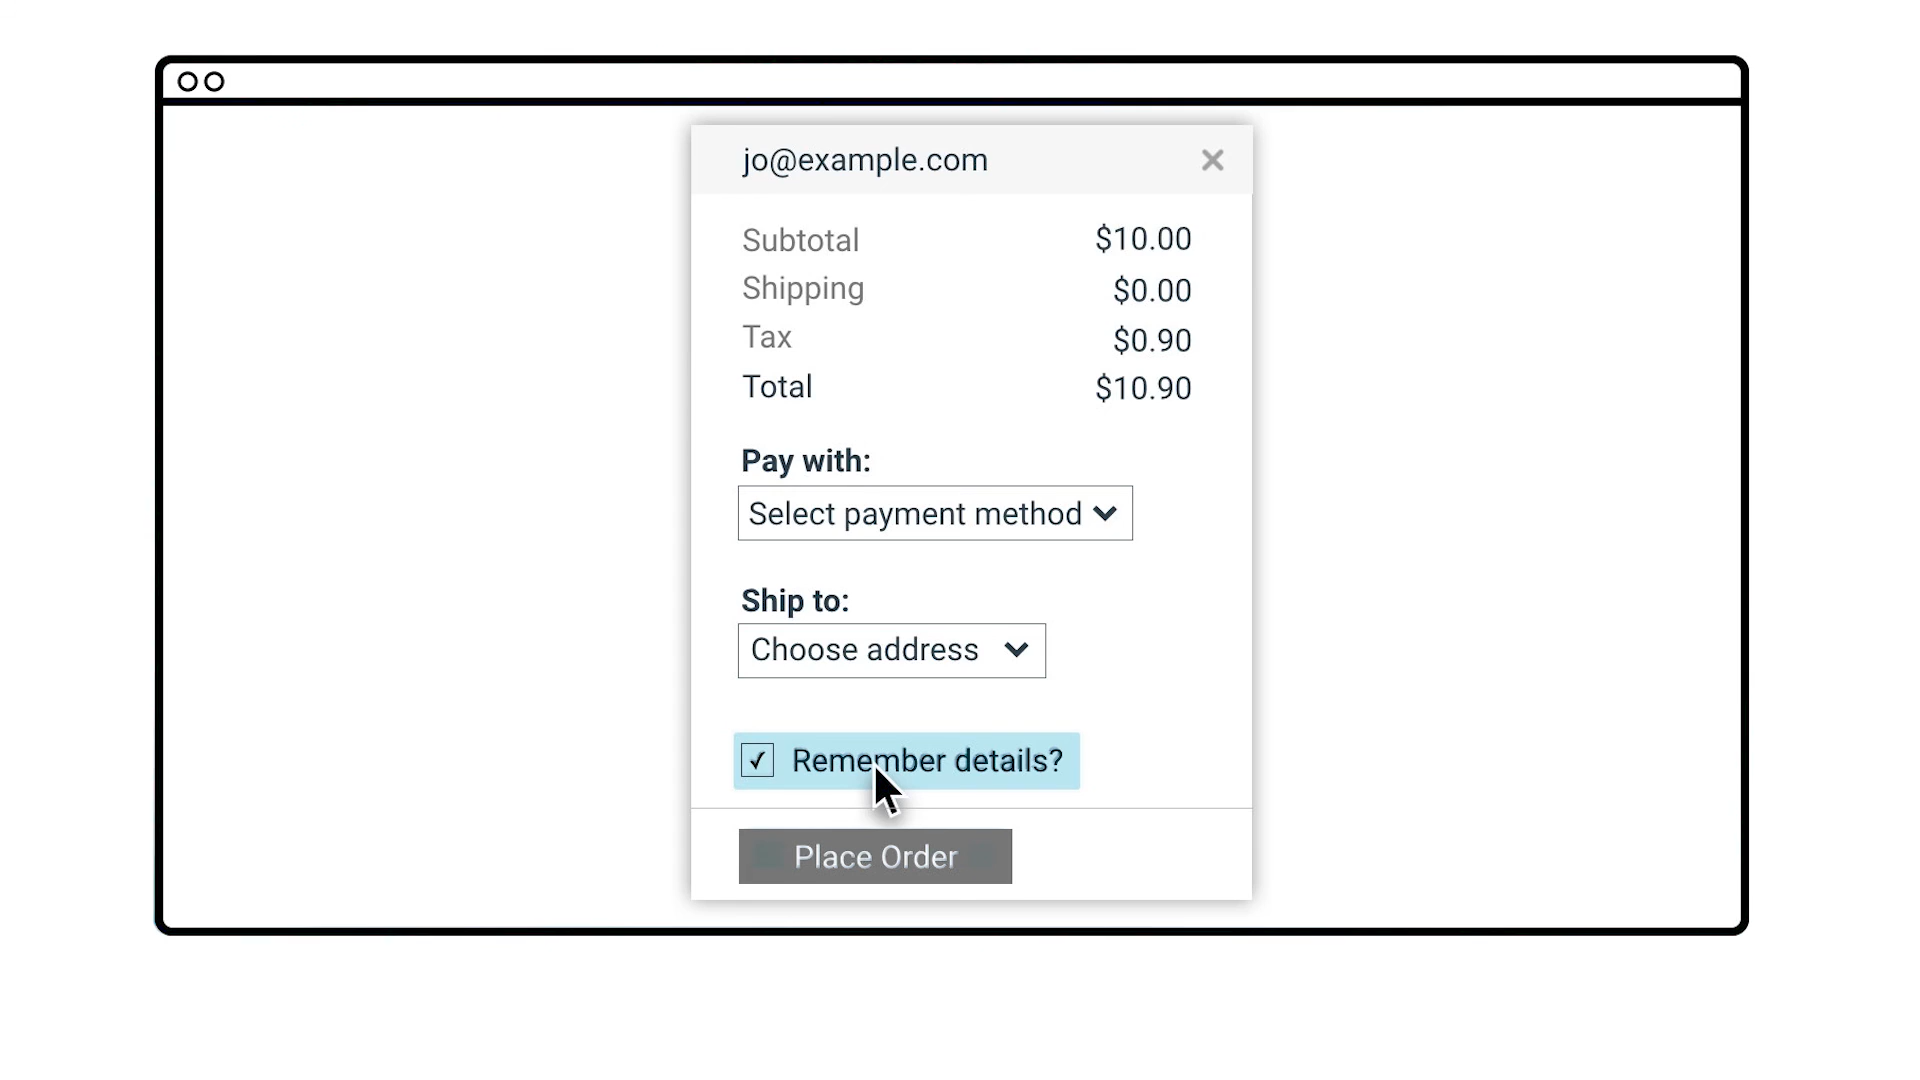 jo@example.com
Subtotal $10.00
Shipping $0.00
Tax $0.90
Total $10.90
Pay with:
Select payment method
Ship to:
Choose address
Remember details?
Place Order